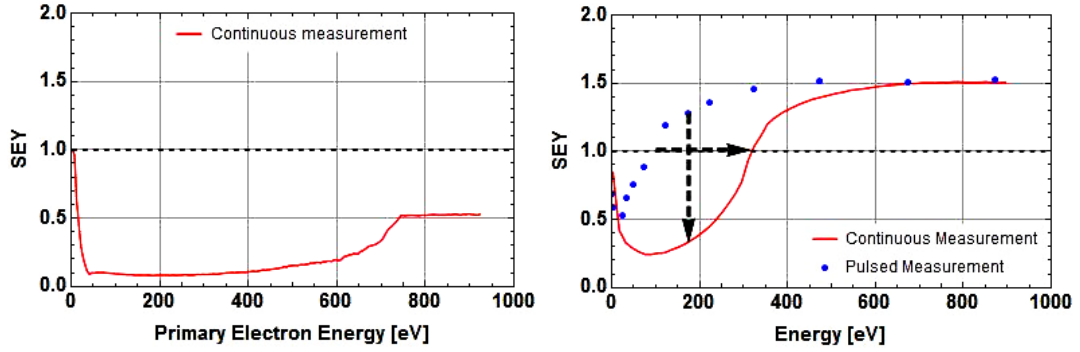 2.0
1.5
1.0
0.5
0.0
SEY
Continuous measurement
0 200 400 600 800 1000
Primary Electron Energy [eV]
2.0
1.5
1.0
0.5
0.0
SEY
Continuous Measurement
Pulsed Measurement
0 200 400 600 800 1000
Energy [eV]